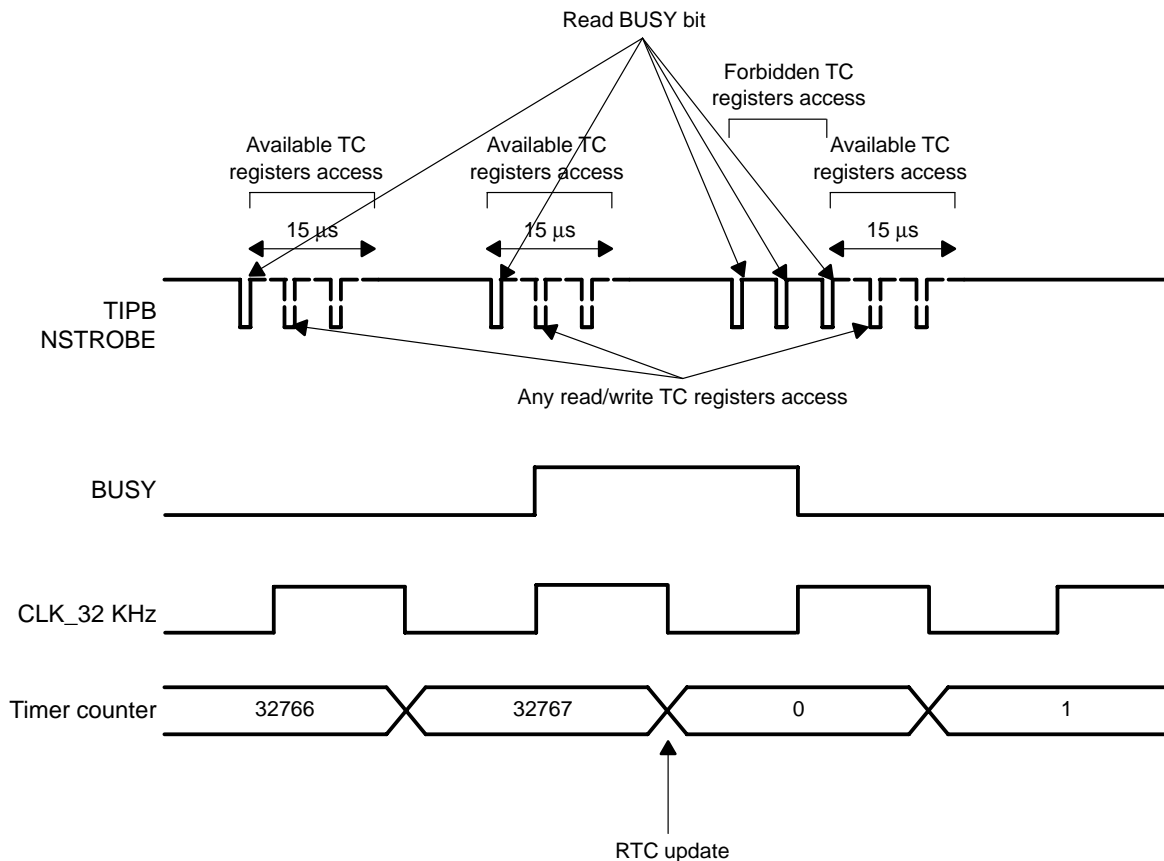 Read BUSY bit
Forbidden TC
registers access
Available TC
registers access
Available TC
registers access
Available TC
registers access
15 μs
15 μs
15 μs
TIPB
NSTROBE
Any read/write TC registers access
BUSY
CLK_32 KHz
Timer counter
32766
32767
0
1
RTC update